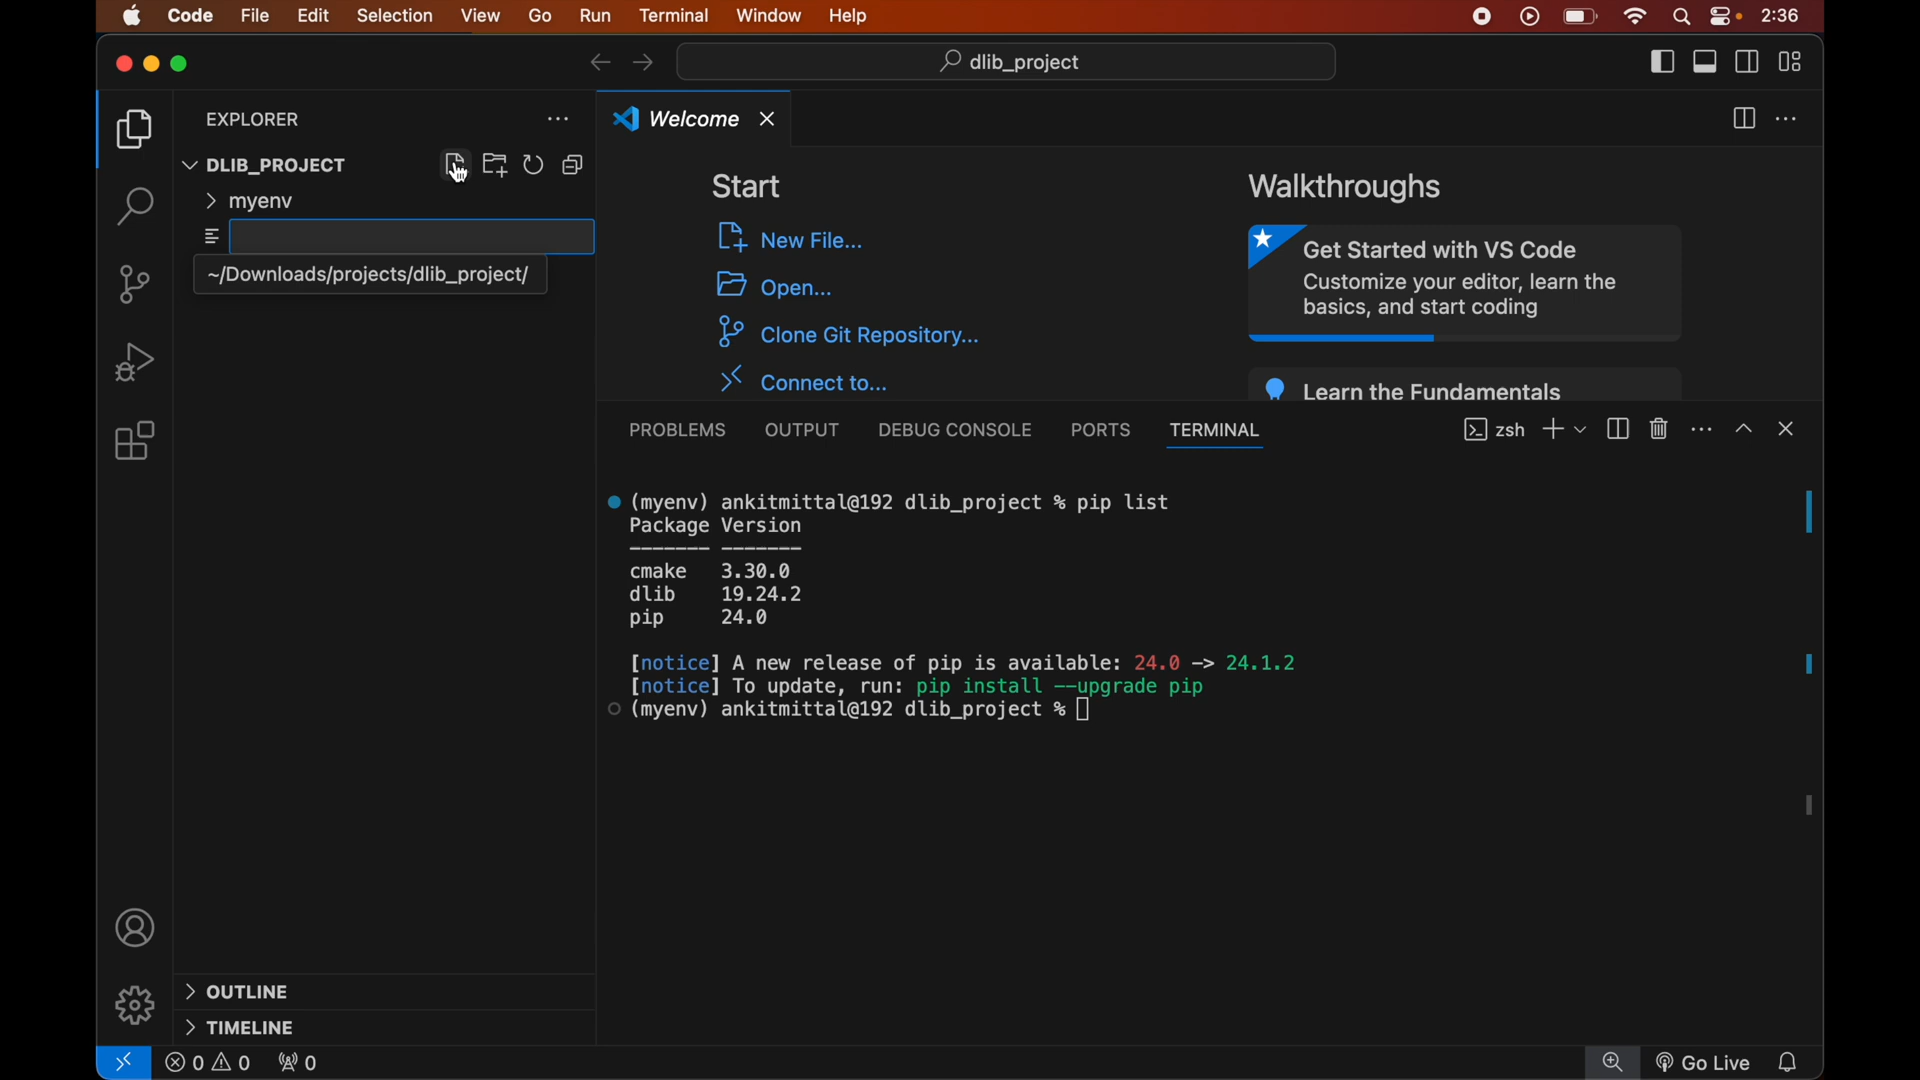 Code File Edit Selection View Go Run Terminal Window Help 2:36
dlib_project
EXPLORER
DLIB_PROJECT
myenv
~/Downloads/projects/dlib_project/
OUTLINE
TIMELINE
Welcome
Start
New File...
Open...
Clone Git Repository...
Connect to...
Walkthroughs
Get Started with VS Code
Customize your editor, learn the
basics, and start coding
Learn the Fundamentals
PROBLEMS OUTPUT DEBUG CONSOLE PORTS TERMINAL zsh
(myenv) ankitmittal@192 dlib_project % pip list
Package Version
------- -------
cmake 3.30.0
dlib 19.24.2
pip 24.0
[notice] A new release of pip is available: 24.0 -> 24.1.2
[notice] To update, run: pip install --upgrade pip
(myenv) ankitmittal@192 dlib_project %
0 0 0 Go Live